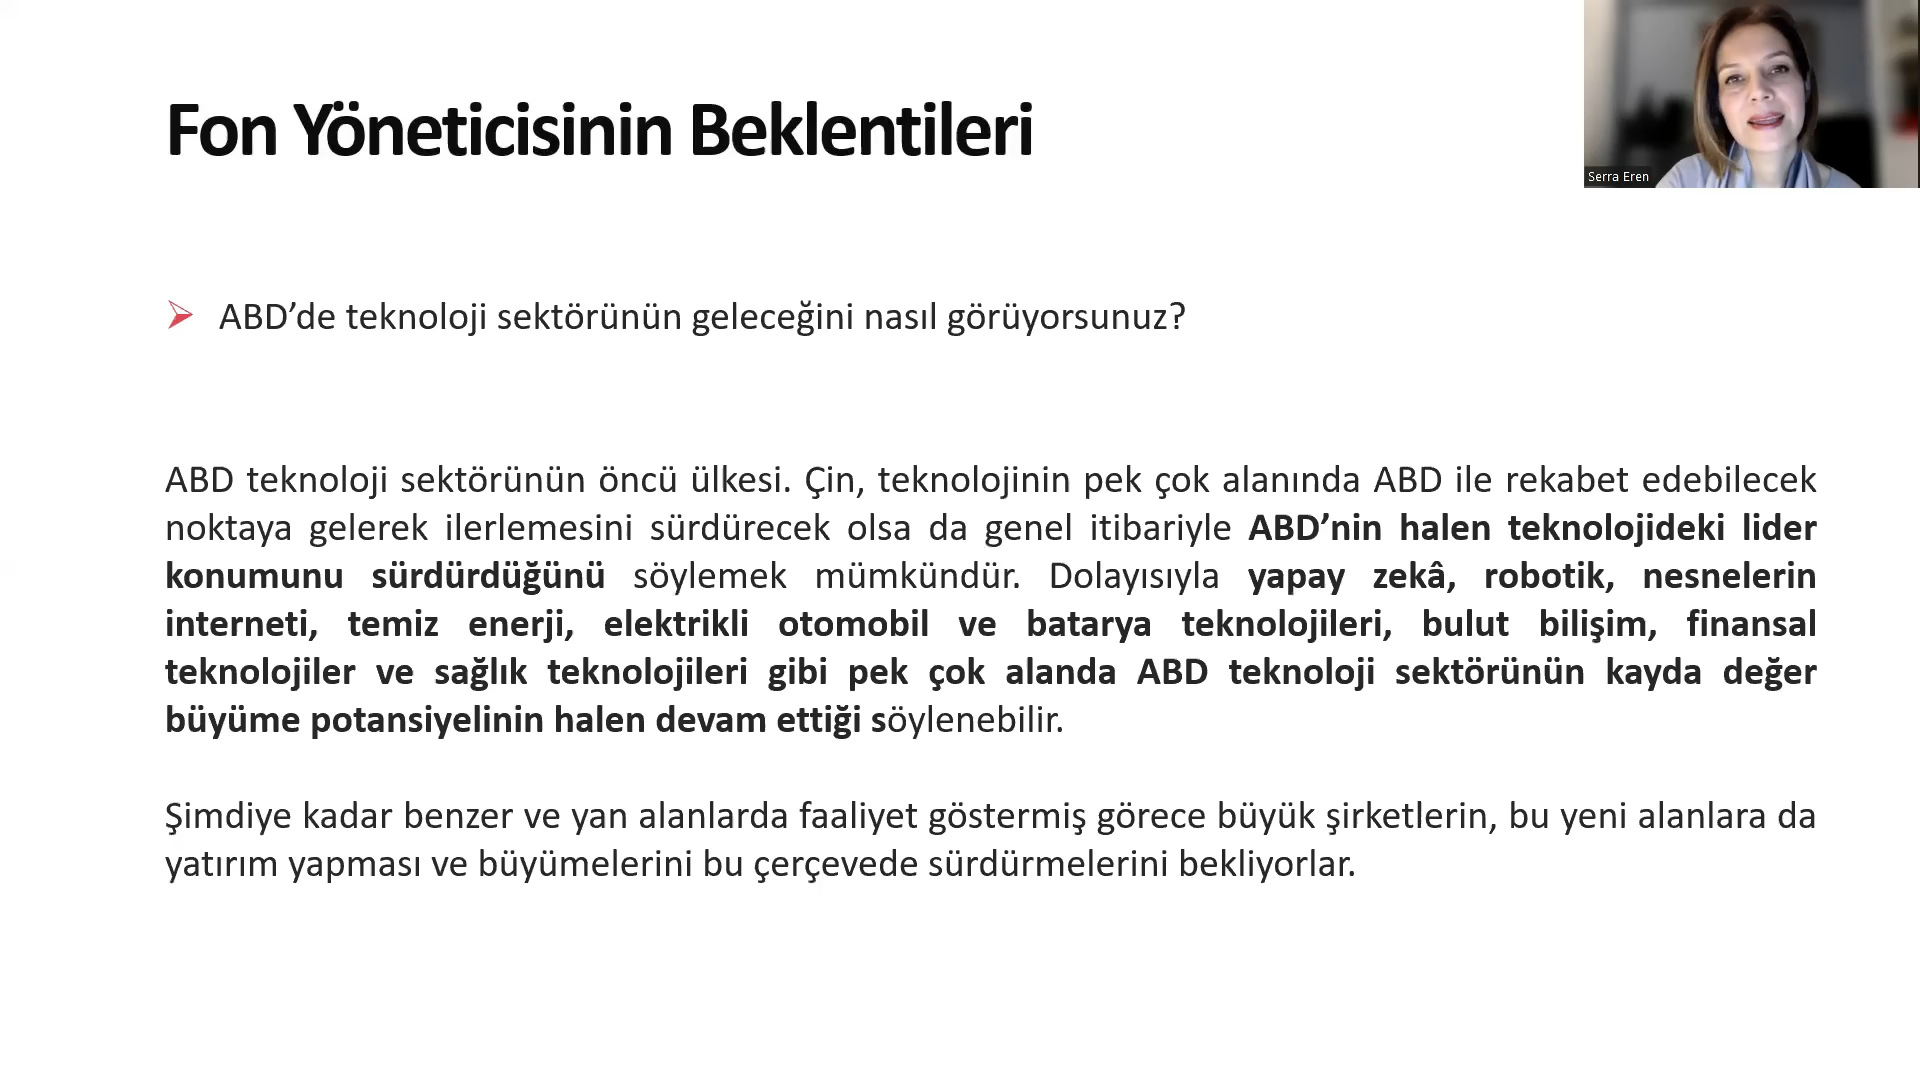 Fon Yöneticisinin Beklentileri
Serra Eren
ABD’de teknoloji sektörünün geleceğini nasıl görüyorsunuz?
ABD teknoloji sektörünün öncü ülkesi. Çin, teknolojinin pek çok alanında ABD ile rekabet edebilecek
noktaya gelerek ilerlemesini sürdürecek olsa da genel itibariyle ABD’nin halen teknolojideki lider
konumunu sürdürdüğünü söylemek mümkündür. Dolayısıyla yapay zekâ, robotik, nesnelerin
interneti, temiz enerji, elektrikli otomobil ve batarya teknolojileri, bulut bilişim, finansal
teknolojiler ve sağlık teknolojileri gibi pek çok alanda ABD teknoloji sektörünün kayda değer
büyüme potansiyelinin halen devam ettiği söylenebilir.
Şimdiye kadar benzer ve yan alanlarda faaliyet göstermiş görece büyük şirketlerin, bu yeni alanlara da
yatırım yapması ve büyümelerini bu çerçevede sürdürmelerini bekliyorlar.